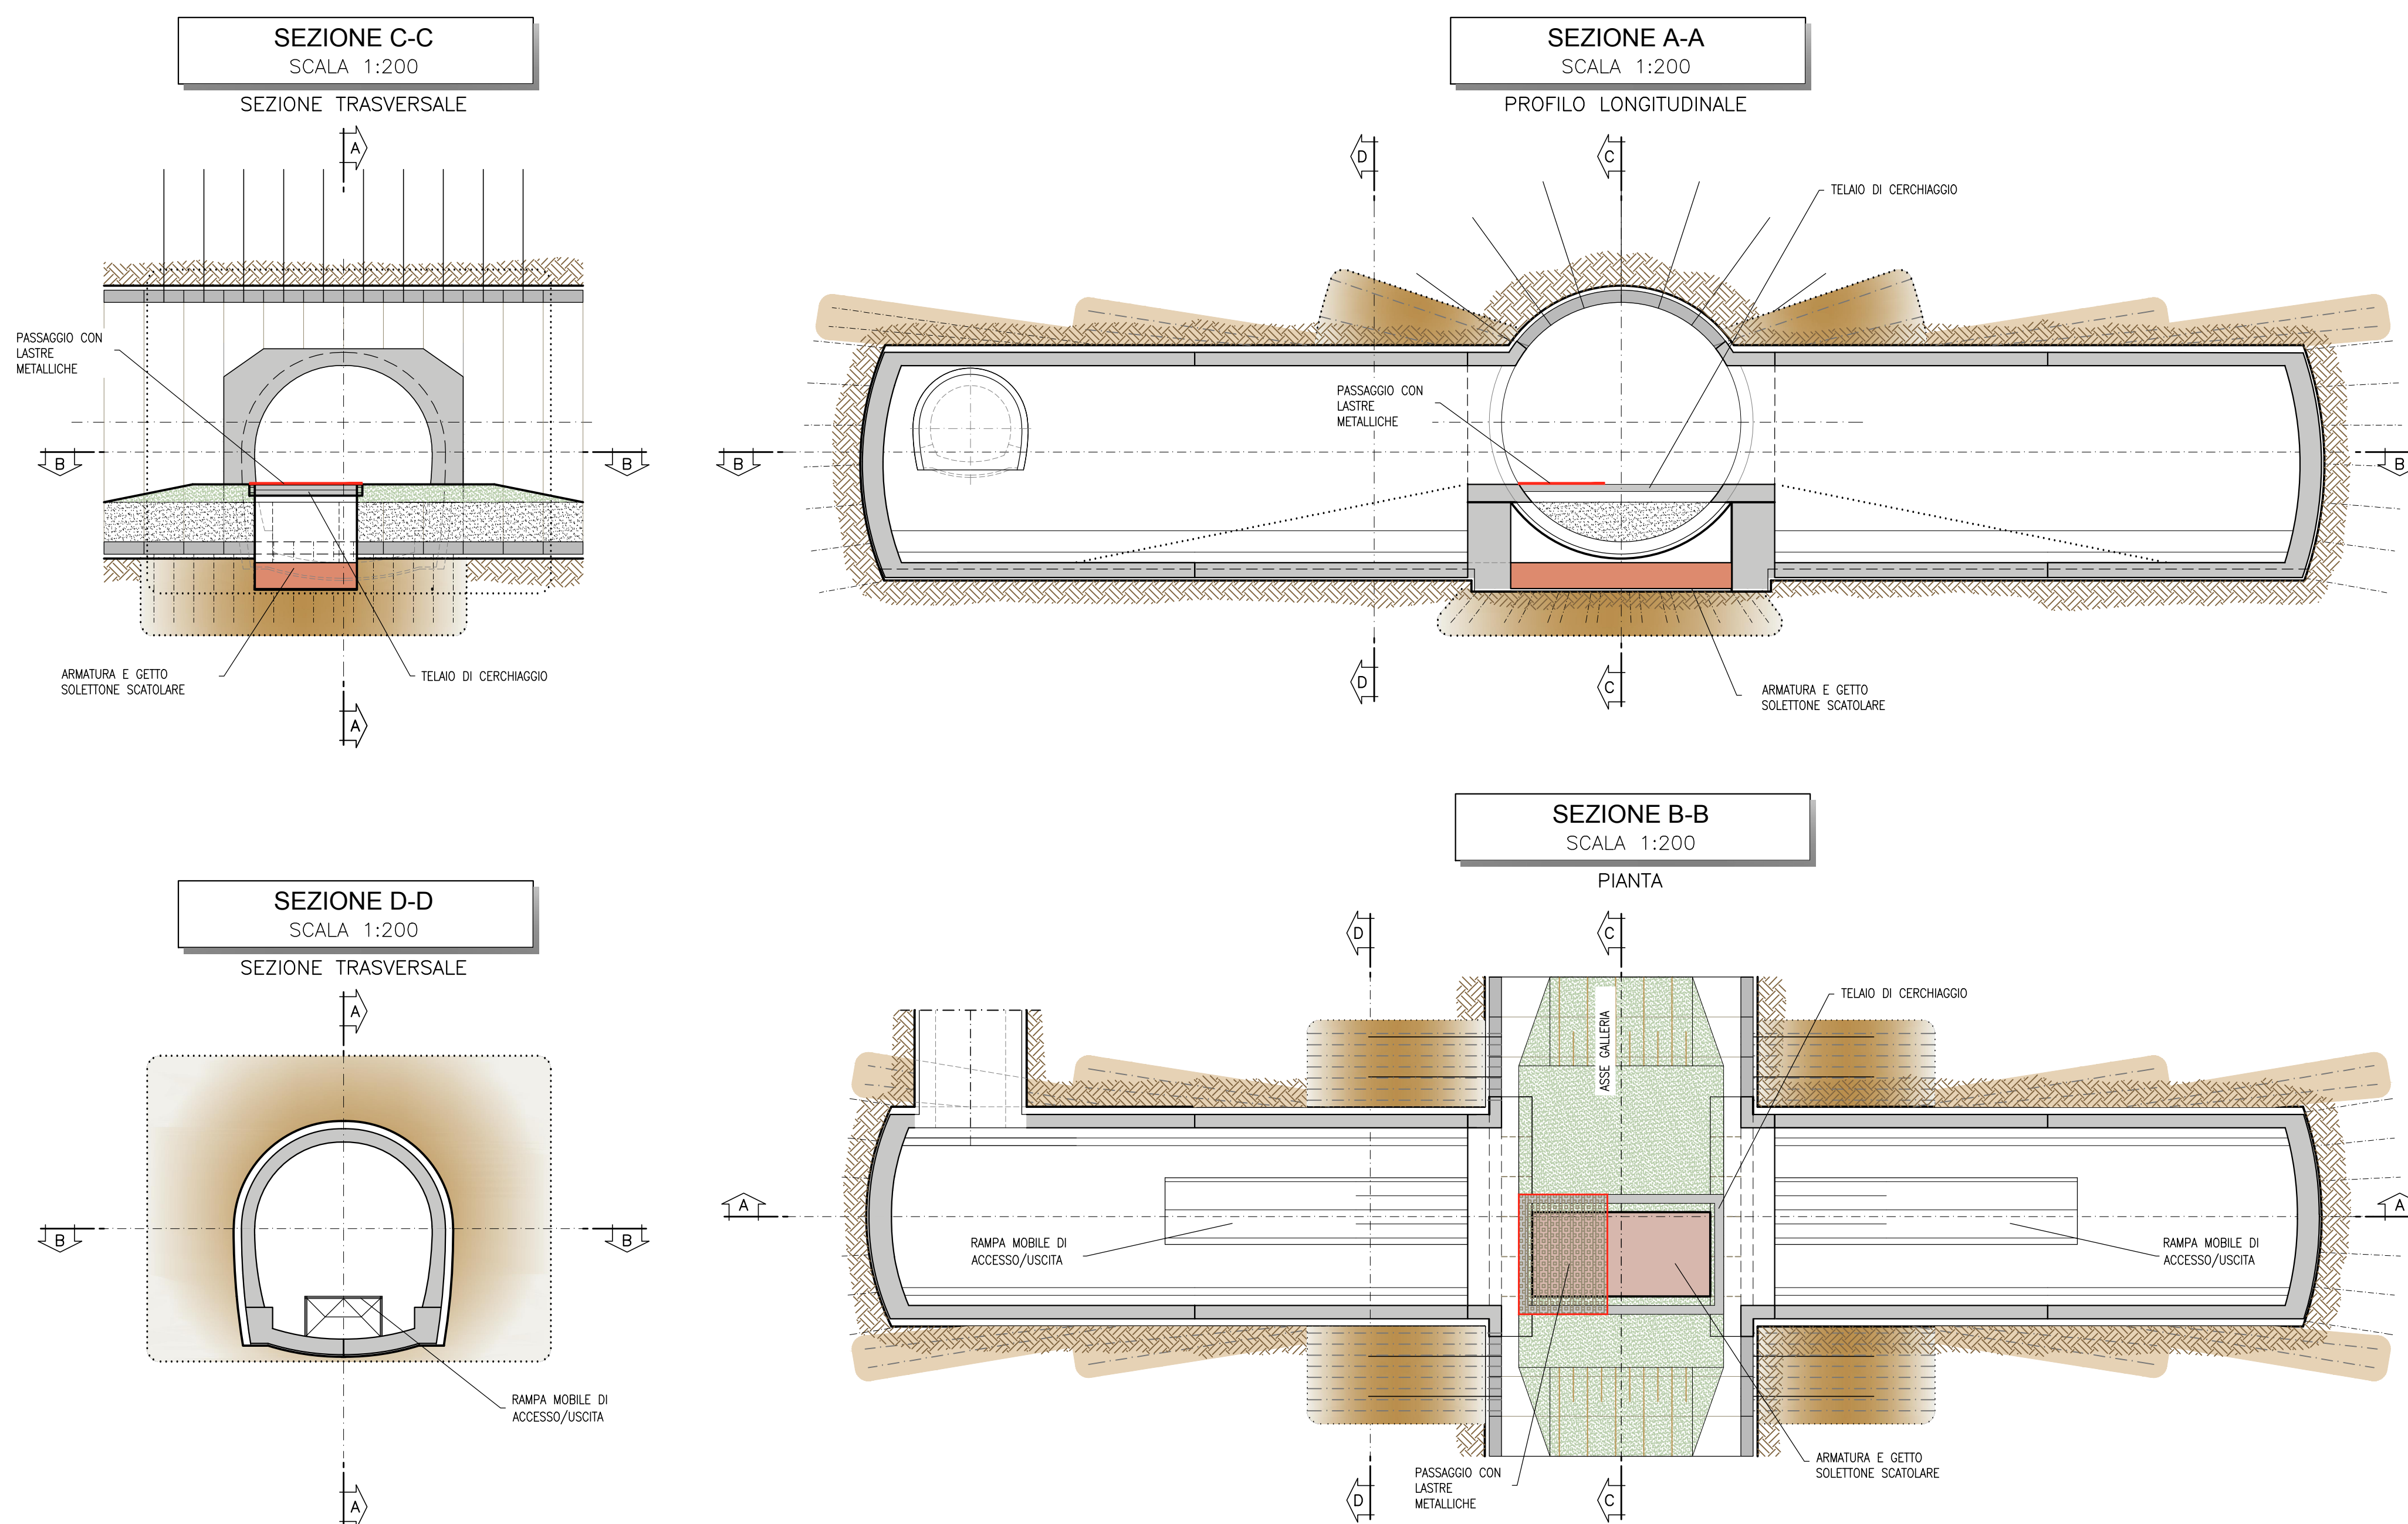 SEZIONE C-C
SCALA 1:200
SEZIONE TRASVERSALE
A
PASSAGGIO CON
LASTRE
METALLICHE
B
B
ARMATURA E GETTO
SOLETTONE SCATOLARE
TELAIO DI CERCHIAGGIO
A
SEZIONE A-A
SCALA 1:200
PROFILO LONGITUDINALE
D
C
TELAIO DI CERCHIAGGIO
PASSAGGIO CON
LASTRE
METALLICHE
B
B
D
C
ARMATURA E GETTO
SOLETTONE SCATOLARE
SEZIONE D-D
SCALA 1:200
SEZIONE TRASVERSALE
A
B
B
RAMPA MOBILE DI
ACCESSO/USCITA
A
SEZIONE B-B
SCALA 1:200
PIANTA
D
C
TELAIO DI CERCHIAGGIO
ASSE GALLERIA
A
A
RAMPA MOBILE DI
ACCESSO/USCITA
RAMPA MOBILE DI
ACCESSO/USCITA
PASSAGGIO CON
LASTRE
METALLICHE
ARMATURA E GETTO
SOLETTONE SCATOLARE
D
C